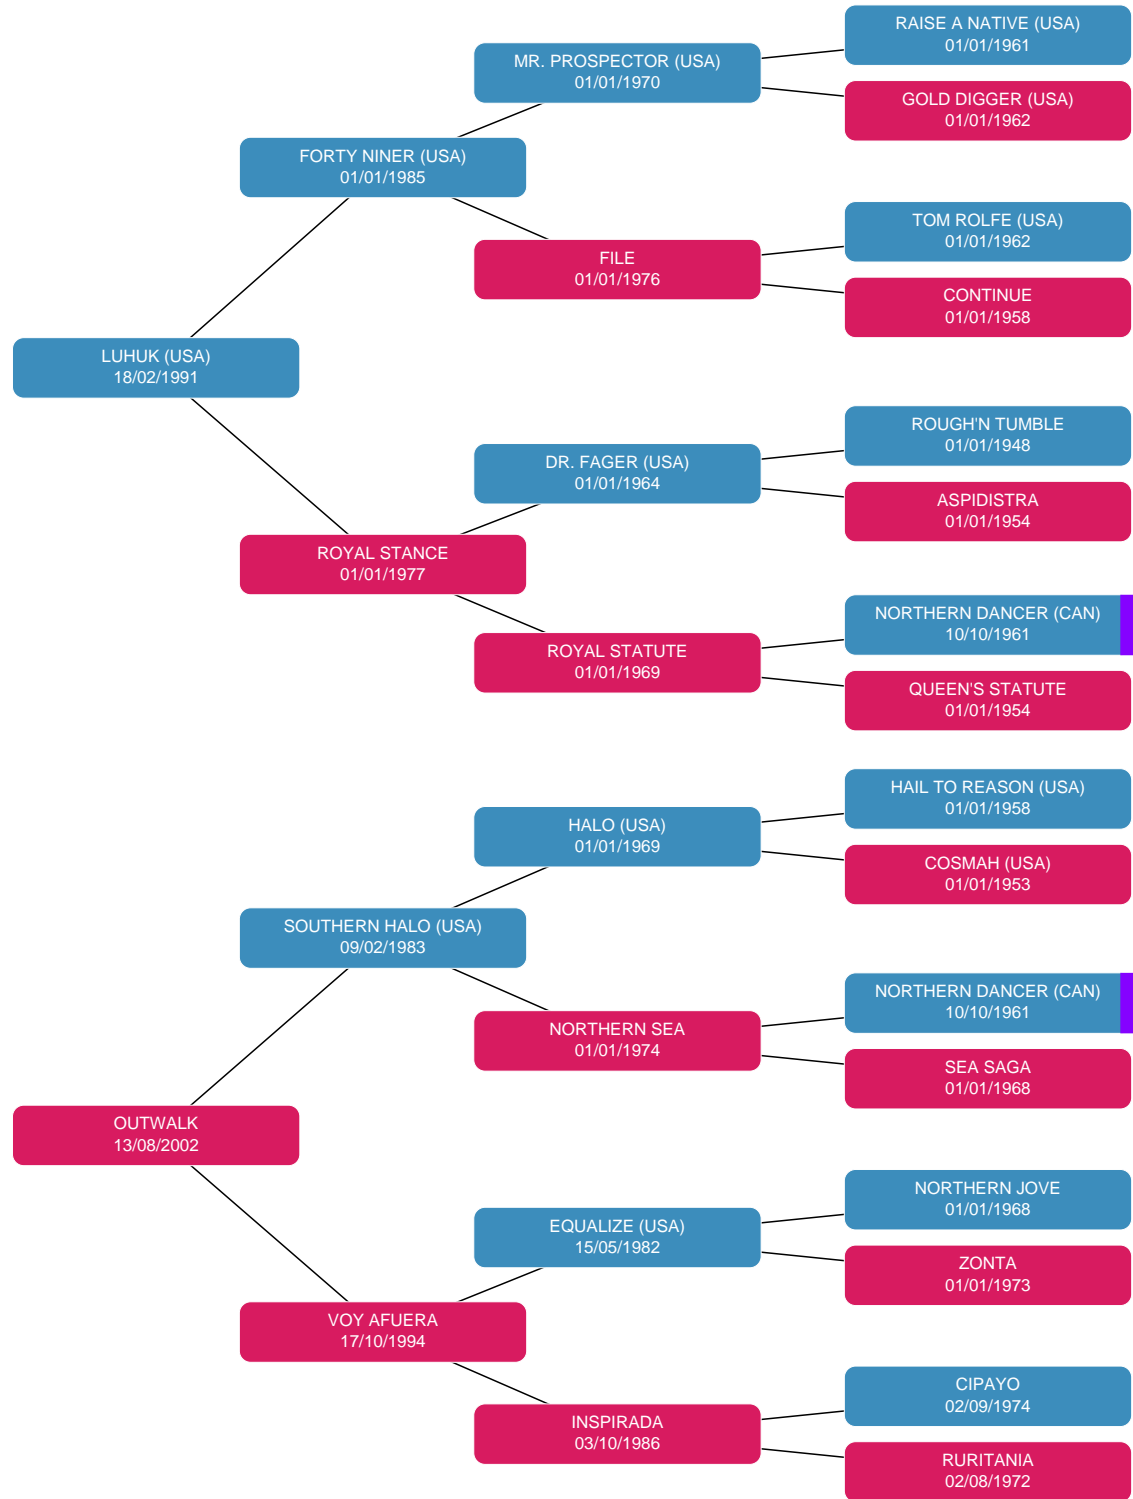 RAISE A NATIVE (USA)
01/01/1961
MR. PROSPECTOR (USA)
01/01/1970
GOLD DIGGER (USA)
01/01/1962
FORTY NINER (USA)
01/01/1985
TOM ROLFE (USA)
01/01/1962
FILE
01/01/1976
CONTINUE
01/01/1958
LUHUK (USA)
18/02/1991
ROUGH'N TUMBLE
01/01/1948
DR. FAGER (USA)
01/01/1964
ASPIDISTRA
01/01/1954
ROYAL STANCE
01/01/1977
NORTHERN DANCER (CAN)
10/10/1961
ROYAL STATUTE
01/01/1969
QUEEN'S STATUTE
01/01/1954
HAIL TO REASON (USA)
01/01/1958
HALO (USA)
01/01/1969
COSMAH (USA)
01/01/1953
SOUTHERN HALO (USA)
09/02/1983
NORTHERN DANCER (CAN)
10/10/1961
NORTHERN SEA
01/01/1974
SEA SAGA
01/01/1968
OUTWALK
13/08/2002
NORTHERN JOVE
01/01/1968
EQUALIZE (USA)
15/05/1982
ZONTA
01/01/1973
VOY AFUERA
17/10/1994
CIPAYO
02/09/1974
INSPIRADA
03/10/1986
RURITANIA
02/08/1972